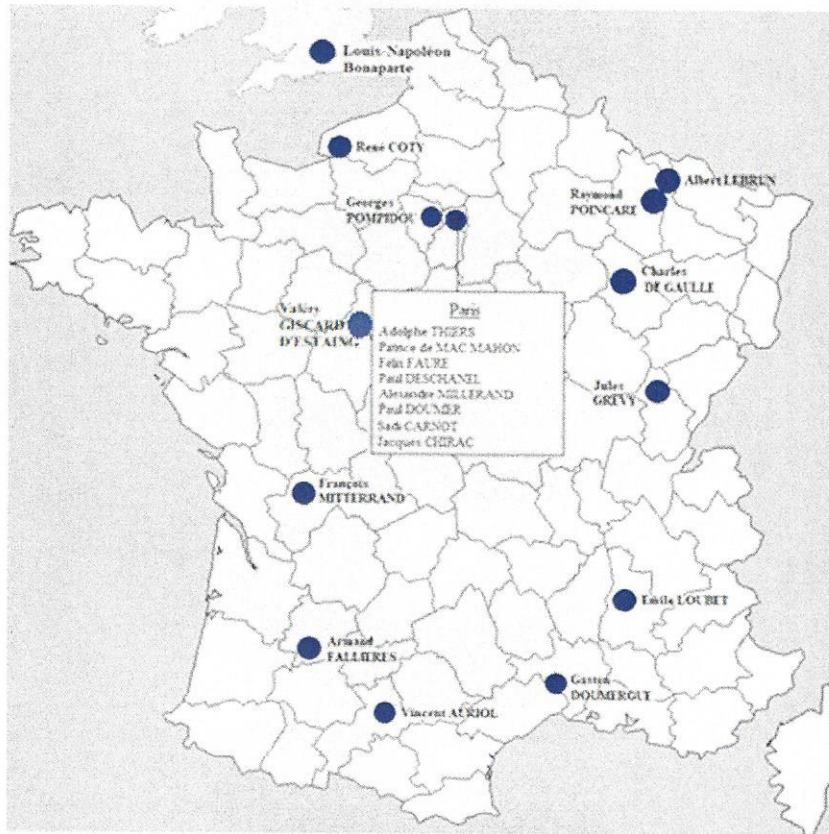 Louis-Napoléon
Bonaparte
René COTY
Albert LEBRUN
Raymond
POINCARE
Georges
POMPIDOU
Charles
DE GAULLE
Valéry
GISCARD
D'ESTAING
Paris
Adolphe THIERS
Patrice de MAC MAHON
Felix FAURE
Paul DESCHANEL
Alexandre MILLERAND
Paul DOUMER
Sadi CARNOT
Jacques CHIRAC
Jules
GREVY
François
MITTERRAND
Emile LOUBET
Armand
FALLIERES
Gaston
DOUMERGUE
Vincent AURIOL